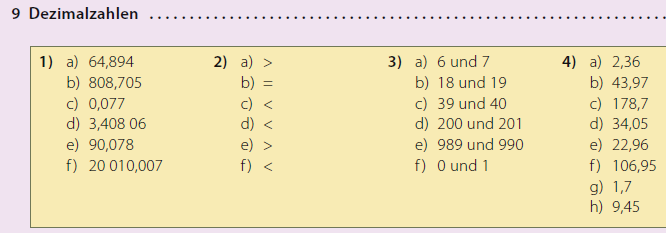 9 Dezimalzahlen ........................................................
1) a) 64,894
b) 808,705
c) 0,077
d) 3,408 06
e) 90,078
f) 20 010,007
2) a) >
b) =
c) <
d) <
e) >
f) <
3) a) 6 und 7
b) 18 und 19
c) 39 und 40
d) 200 und 201
e) 989 und 990
f) 0 und 1
4) a) 2,36
b) 43,97
c) 178,7
d) 34,05
e) 22,96
f) 106,95
g) 1,7
h) 9,45